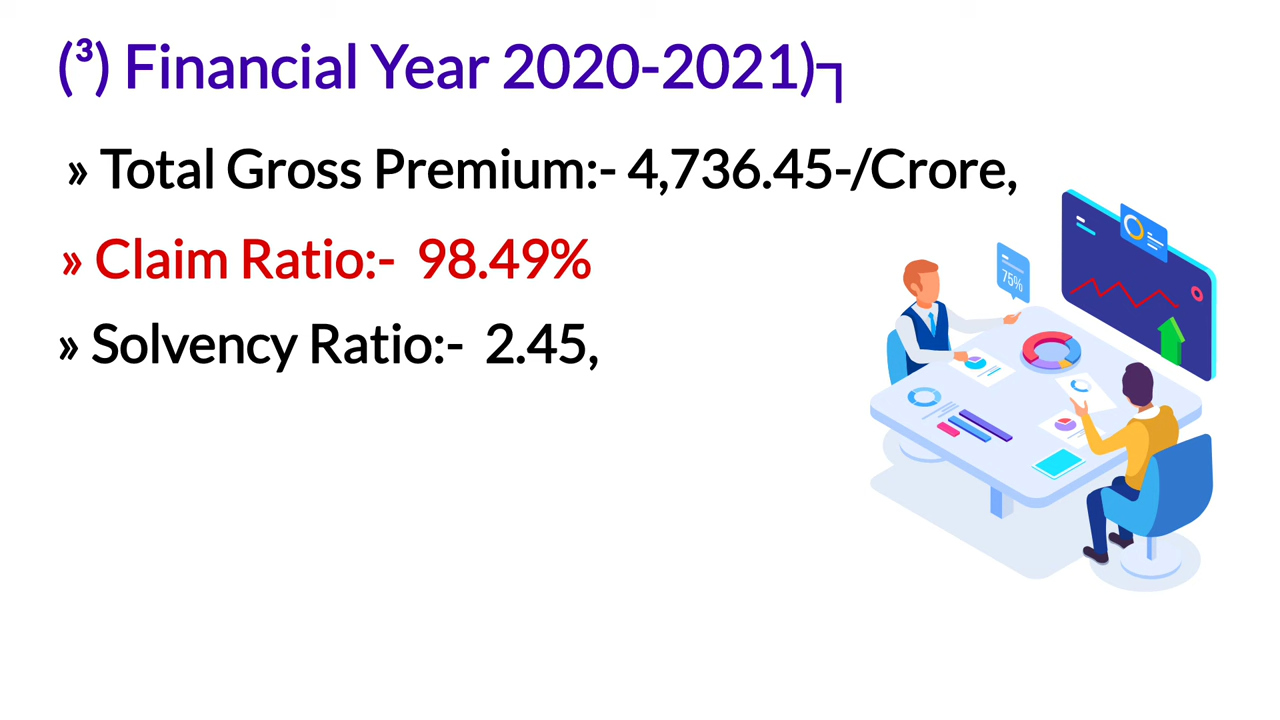 (³) Financial Year 2020-2021)┐
» Total Gross Premium:- 4,736.45-/Crore,
» Claim Ratio:- 98.49%
» Solvency Ratio:- 2.45,
75%